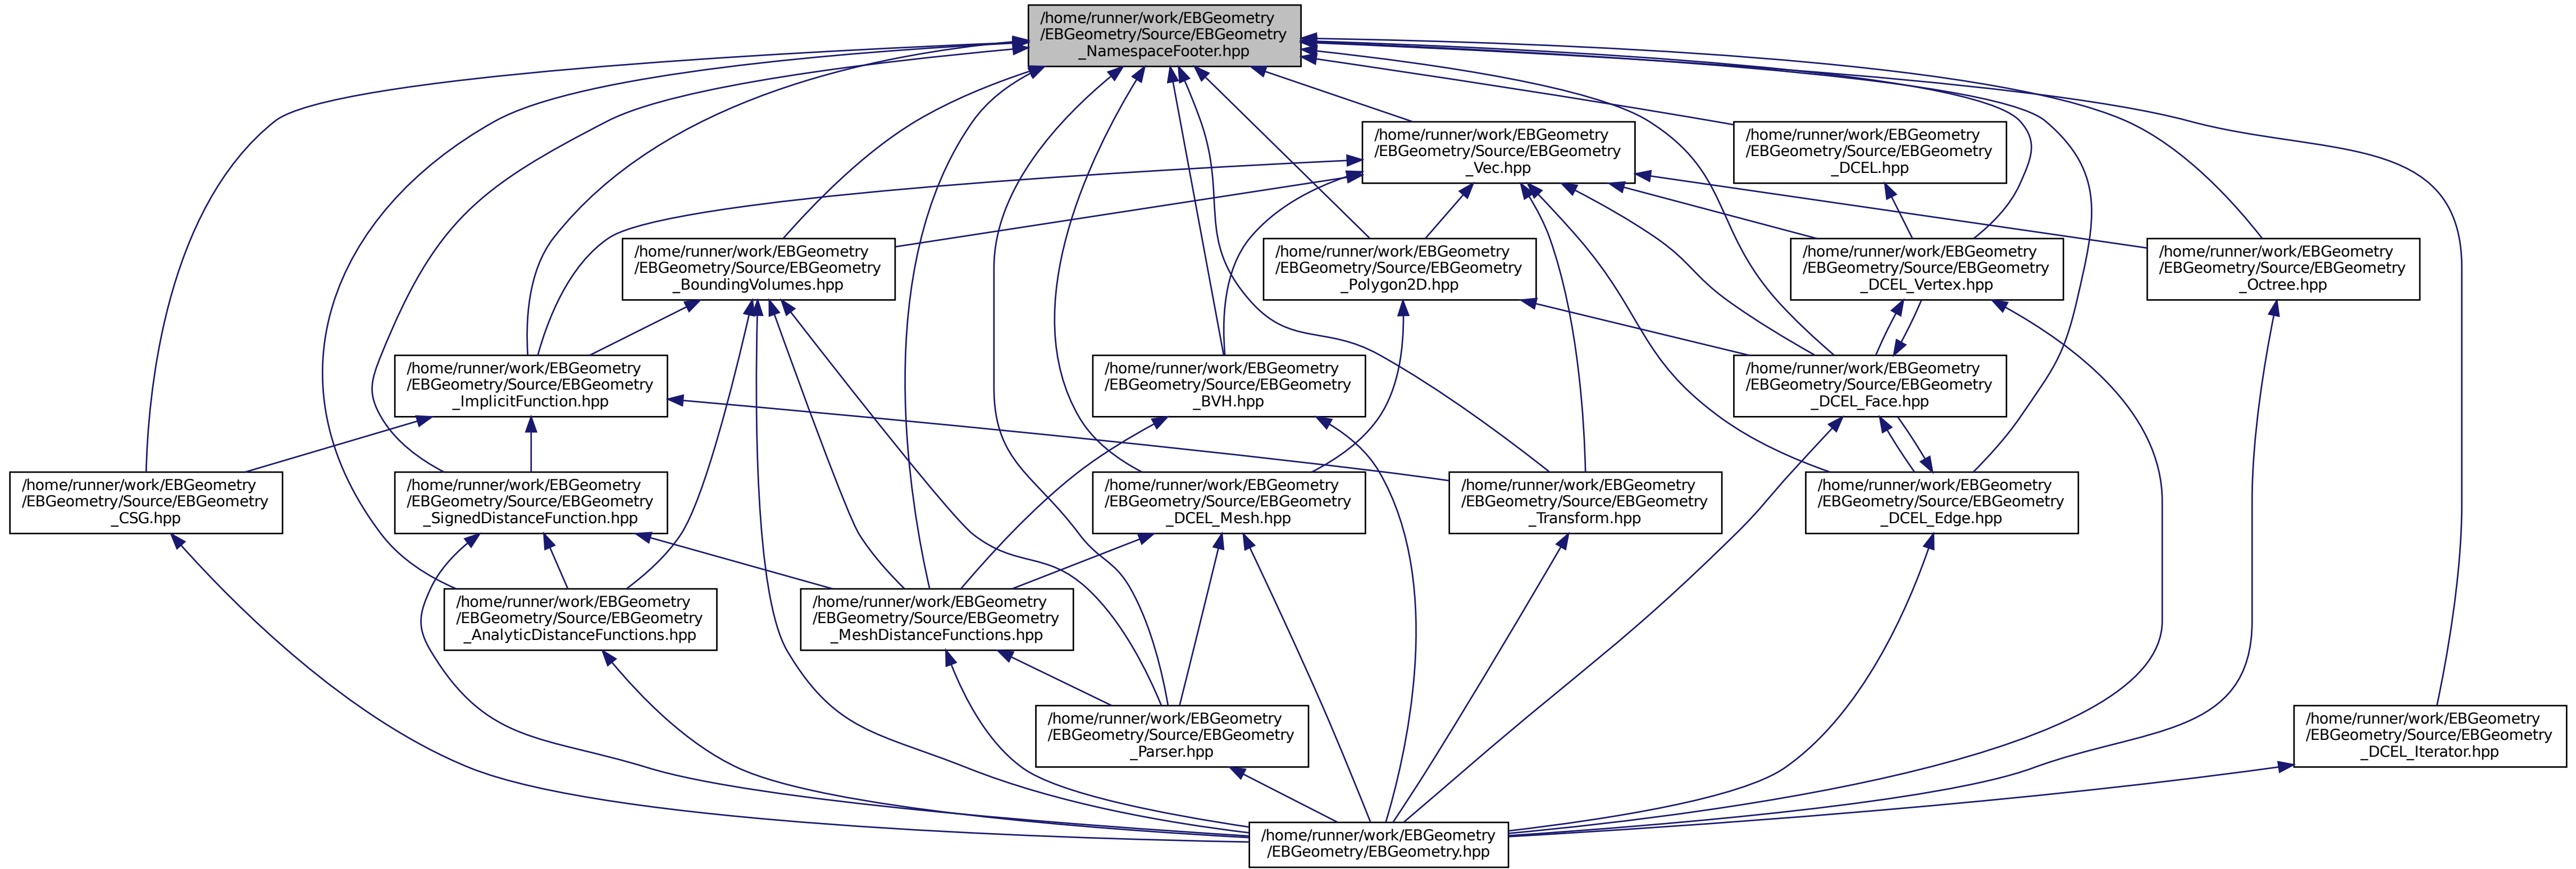 /home/runner/work/EBGeometry
/EBGeometry/Source/EBGeometry
_NamespaceFooter.hpp
/home/runner/work/EBGeometry
/EBGeometry/Source/EBGeometry
_Vec.hpp
/home/runner/work/EBGeometry
/EBGeometry/Source/EBGeometry
_DCEL.hpp
/home/runner/work/EBGeometry
/EBGeometry/Source/EBGeometry
_BoundingVolumes.hpp
/home/runner/work/EBGeometry
/EBGeometry/Source/EBGeometry
_Polygon2D.hpp
/home/runner/work/EBGeometry
/EBGeometry/Source/EBGeometry
_DCEL_Vertex.hpp
/home/runner/work/EBGeometry
/EBGeometry/Source/EBGeometry
_Octree.hpp
/home/runner/work/EBGeometry
/EBGeometry/Source/EBGeometry
_ImplicitFunction.hpp
/home/runner/work/EBGeometry
/EBGeometry/Source/EBGeometry
_BVH.hpp
/home/runner/work/EBGeometry
/EBGeometry/Source/EBGeometry
_DCEL_Face.hpp
/home/runner/work/EBGeometry
/EBGeometry/Source/EBGeometry
_CSG.hpp
/home/runner/work/EBGeometry
/EBGeometry/Source/EBGeometry
_SignedDistanceFunction.hpp
/home/runner/work/EBGeometry
/EBGeometry/Source/EBGeometry
_DCEL_Mesh.hpp
/home/runner/work/EBGeometry
/EBGeometry/Source/EBGeometry
_Transform.hpp
/home/runner/work/EBGeometry
/EBGeometry/Source/EBGeometry
_DCEL_Edge.hpp
/home/runner/work/EBGeometry
/EBGeometry/Source/EBGeometry
_AnalyticDistanceFunctions.hpp
/home/runner/work/EBGeometry
/EBGeometry/Source/EBGeometry
_MeshDistanceFunctions.hpp
/home/runner/work/EBGeometry
/EBGeometry/Source/EBGeometry
_Parser.hpp
/home/runner/work/EBGeometry
/EBGeometry/Source/EBGeometry
_DCEL_Iterator.hpp
/home/runner/work/EBGeometry
/EBGeometry/EBGeometry.hpp